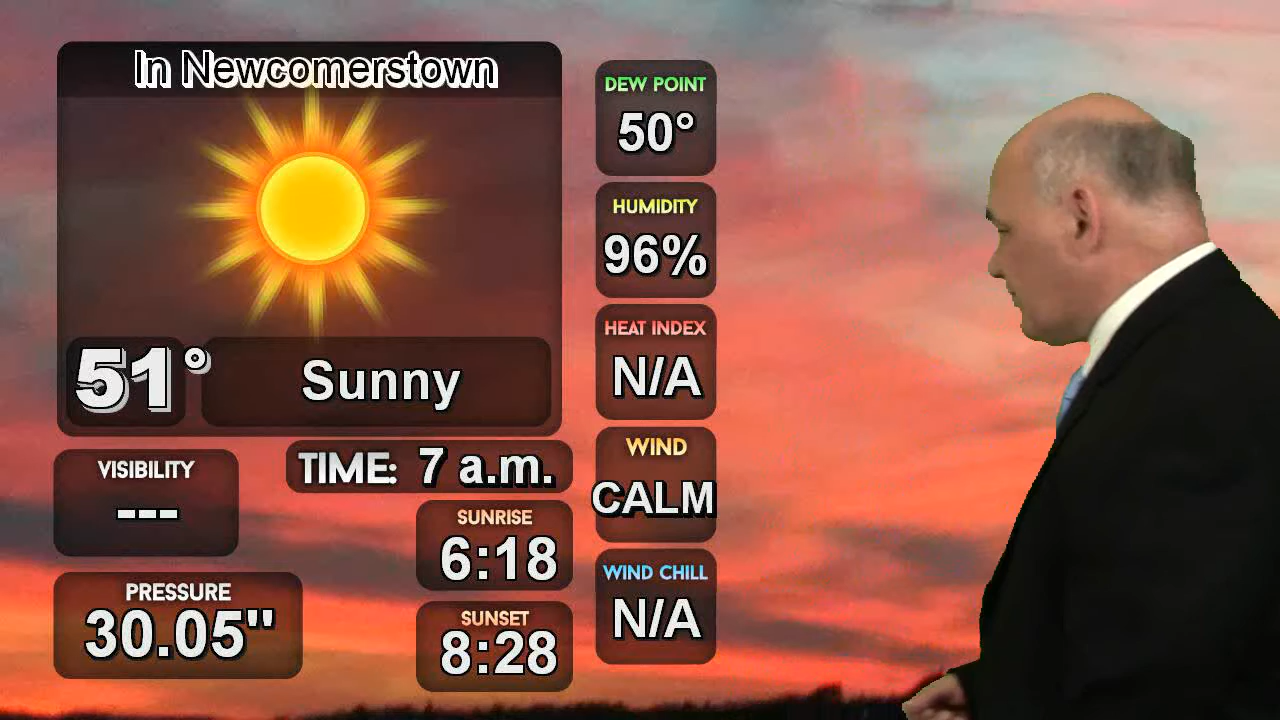 In Newcomerstown
51°
Sunny
VISIBILITY
---
TIME: 7 a.m.
PRESSURE
30.05"
SUNRISE
6:18
SUNSET
8:28
DEW POINT
50°
HUMIDITY
96%
HEAT INDEX
N/A
WIND
CALM
WIND CHILL
N/A